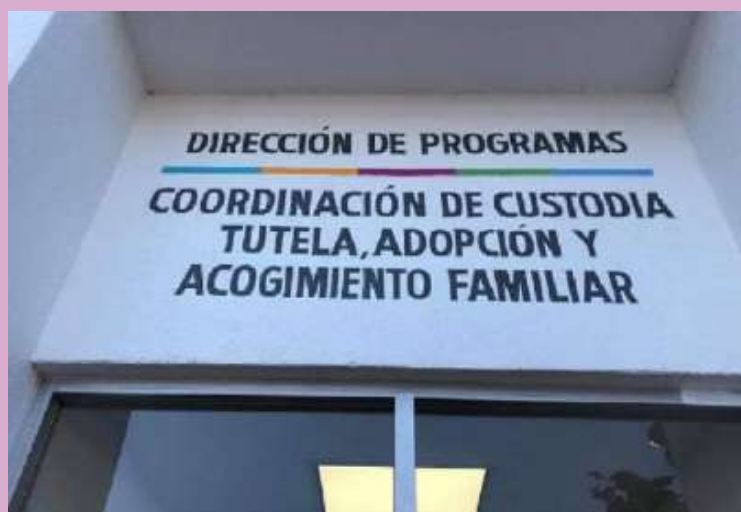 DIRECCIÓN DE PROGRAMAS
COORDINACIÓN DE CUSTODIA
TUTELA, ADOPCIÓN Y
ACOGIMIENTO FAMILIAR